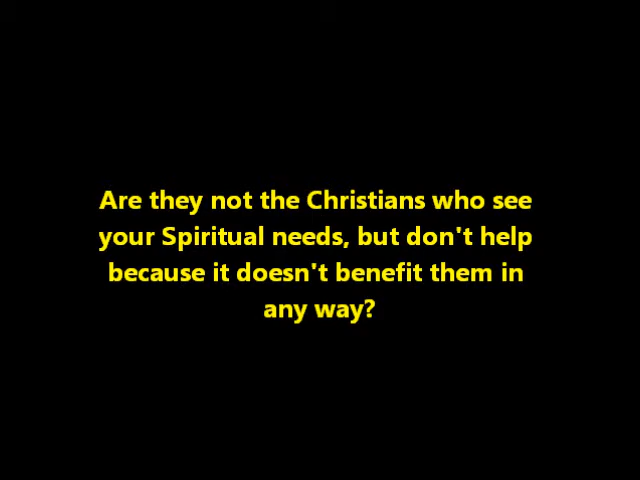 Are they not the Christians who see
your Spiritual needs, but don't help
because it doesn't benefit them in
any way?